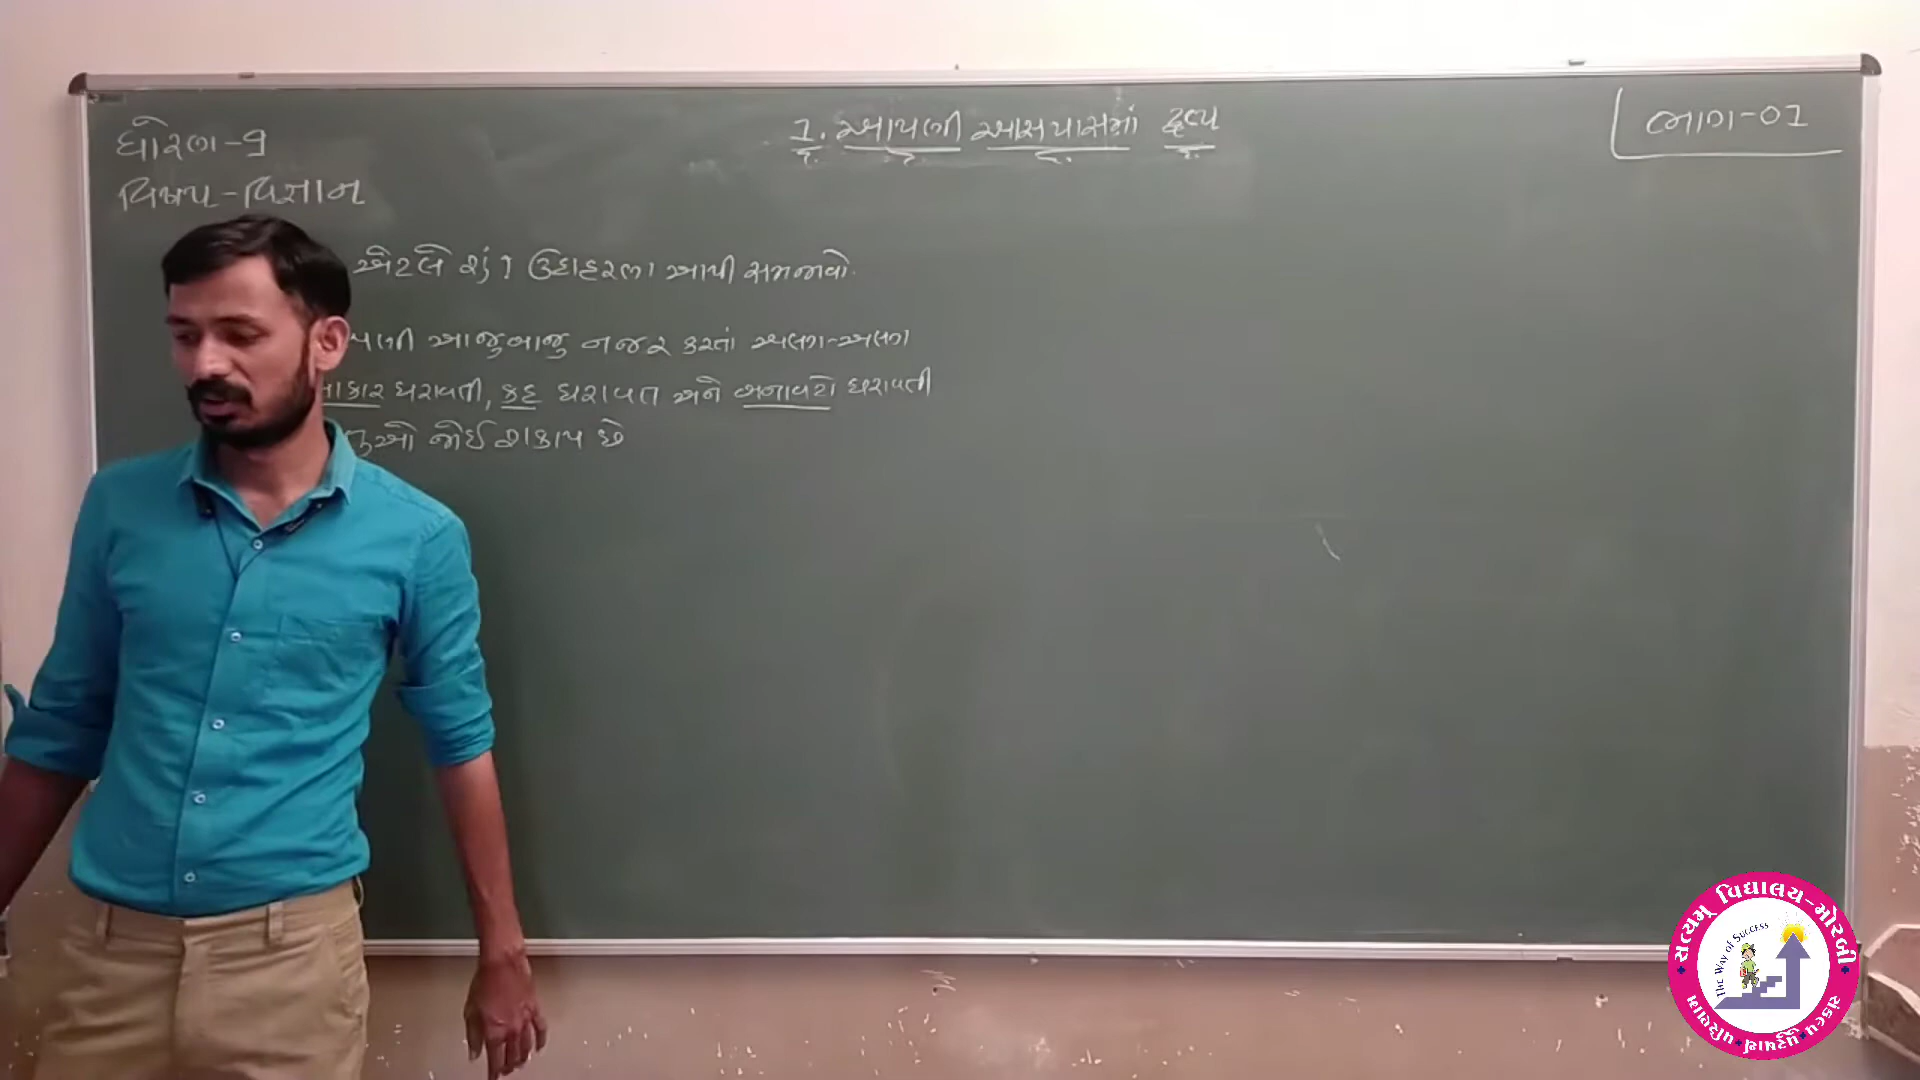 ધોરણ-9
વિષય-વિજ્ઞાન
1. આપણી આસપાસમાં દ્રવ્ય
ભાગ-01
એટલે શું? ઉદાહરણ આપી સમજાવો.
આજુબાજુ નજર કરતાં અલગ-અલગ
ધરાવતી, કદ ધરાવતા અને બનાવટો ધરાવતી
જોઈ શકાય છે
સત્યમ્ વિદ્યાલય-મોરબી
The Way of Success
સંકલ્પ • પુરૂષાર્થ • પરિણામ